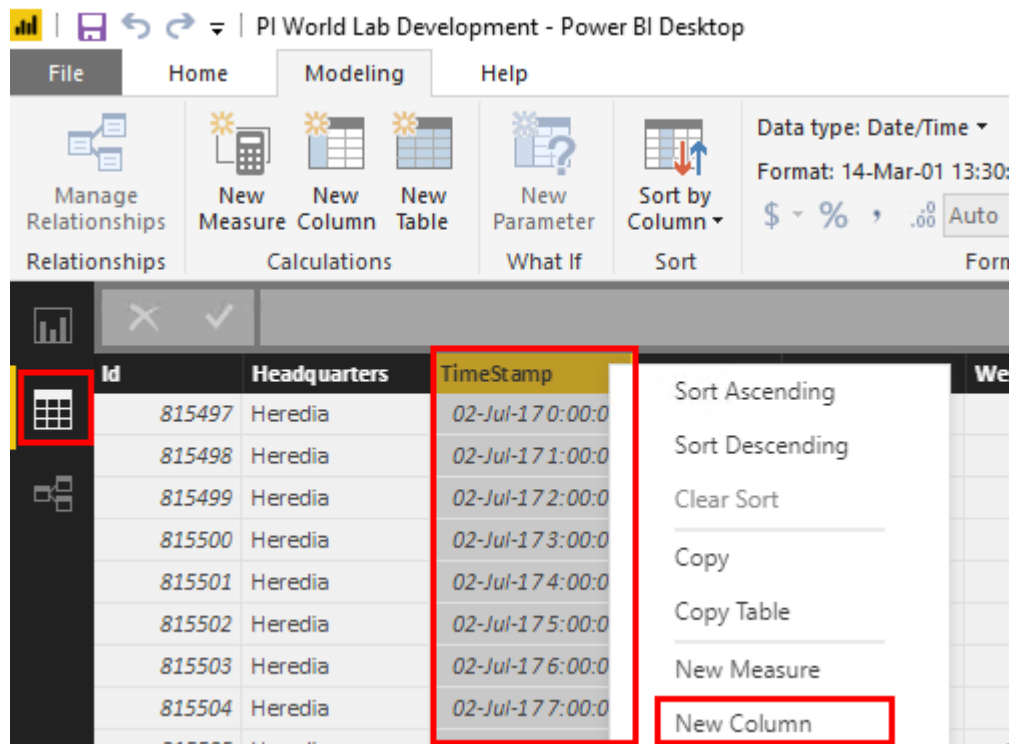 PI World Lab Development - Power BI Desktop
File Home Modeling Help
Manage Relationships
New Measure
New Column
New Table
New Parameter
Sort by Column
Data type: Date/Time
Format: 14-Mar-01 13:30:
$ % , .00 Auto
Relationships Calculations What If Sort Form
Id Headquarters TimeStamp We
815497 Heredia 02-Jul-17 0:00:0
815498 Heredia 02-Jul-17 1:00:0
815499 Heredia 02-Jul-17 2:00:0
815500 Heredia 02-Jul-17 3:00:0
815501 Heredia 02-Jul-17 4:00:0
815502 Heredia 02-Jul-17 5:00:0
815503 Heredia 02-Jul-17 6:00:0
815504 Heredia 02-Jul-17 7:00:0
Sort Ascending
Sort Descending
Clear Sort
Copy
Copy Table
New Measure
New Column